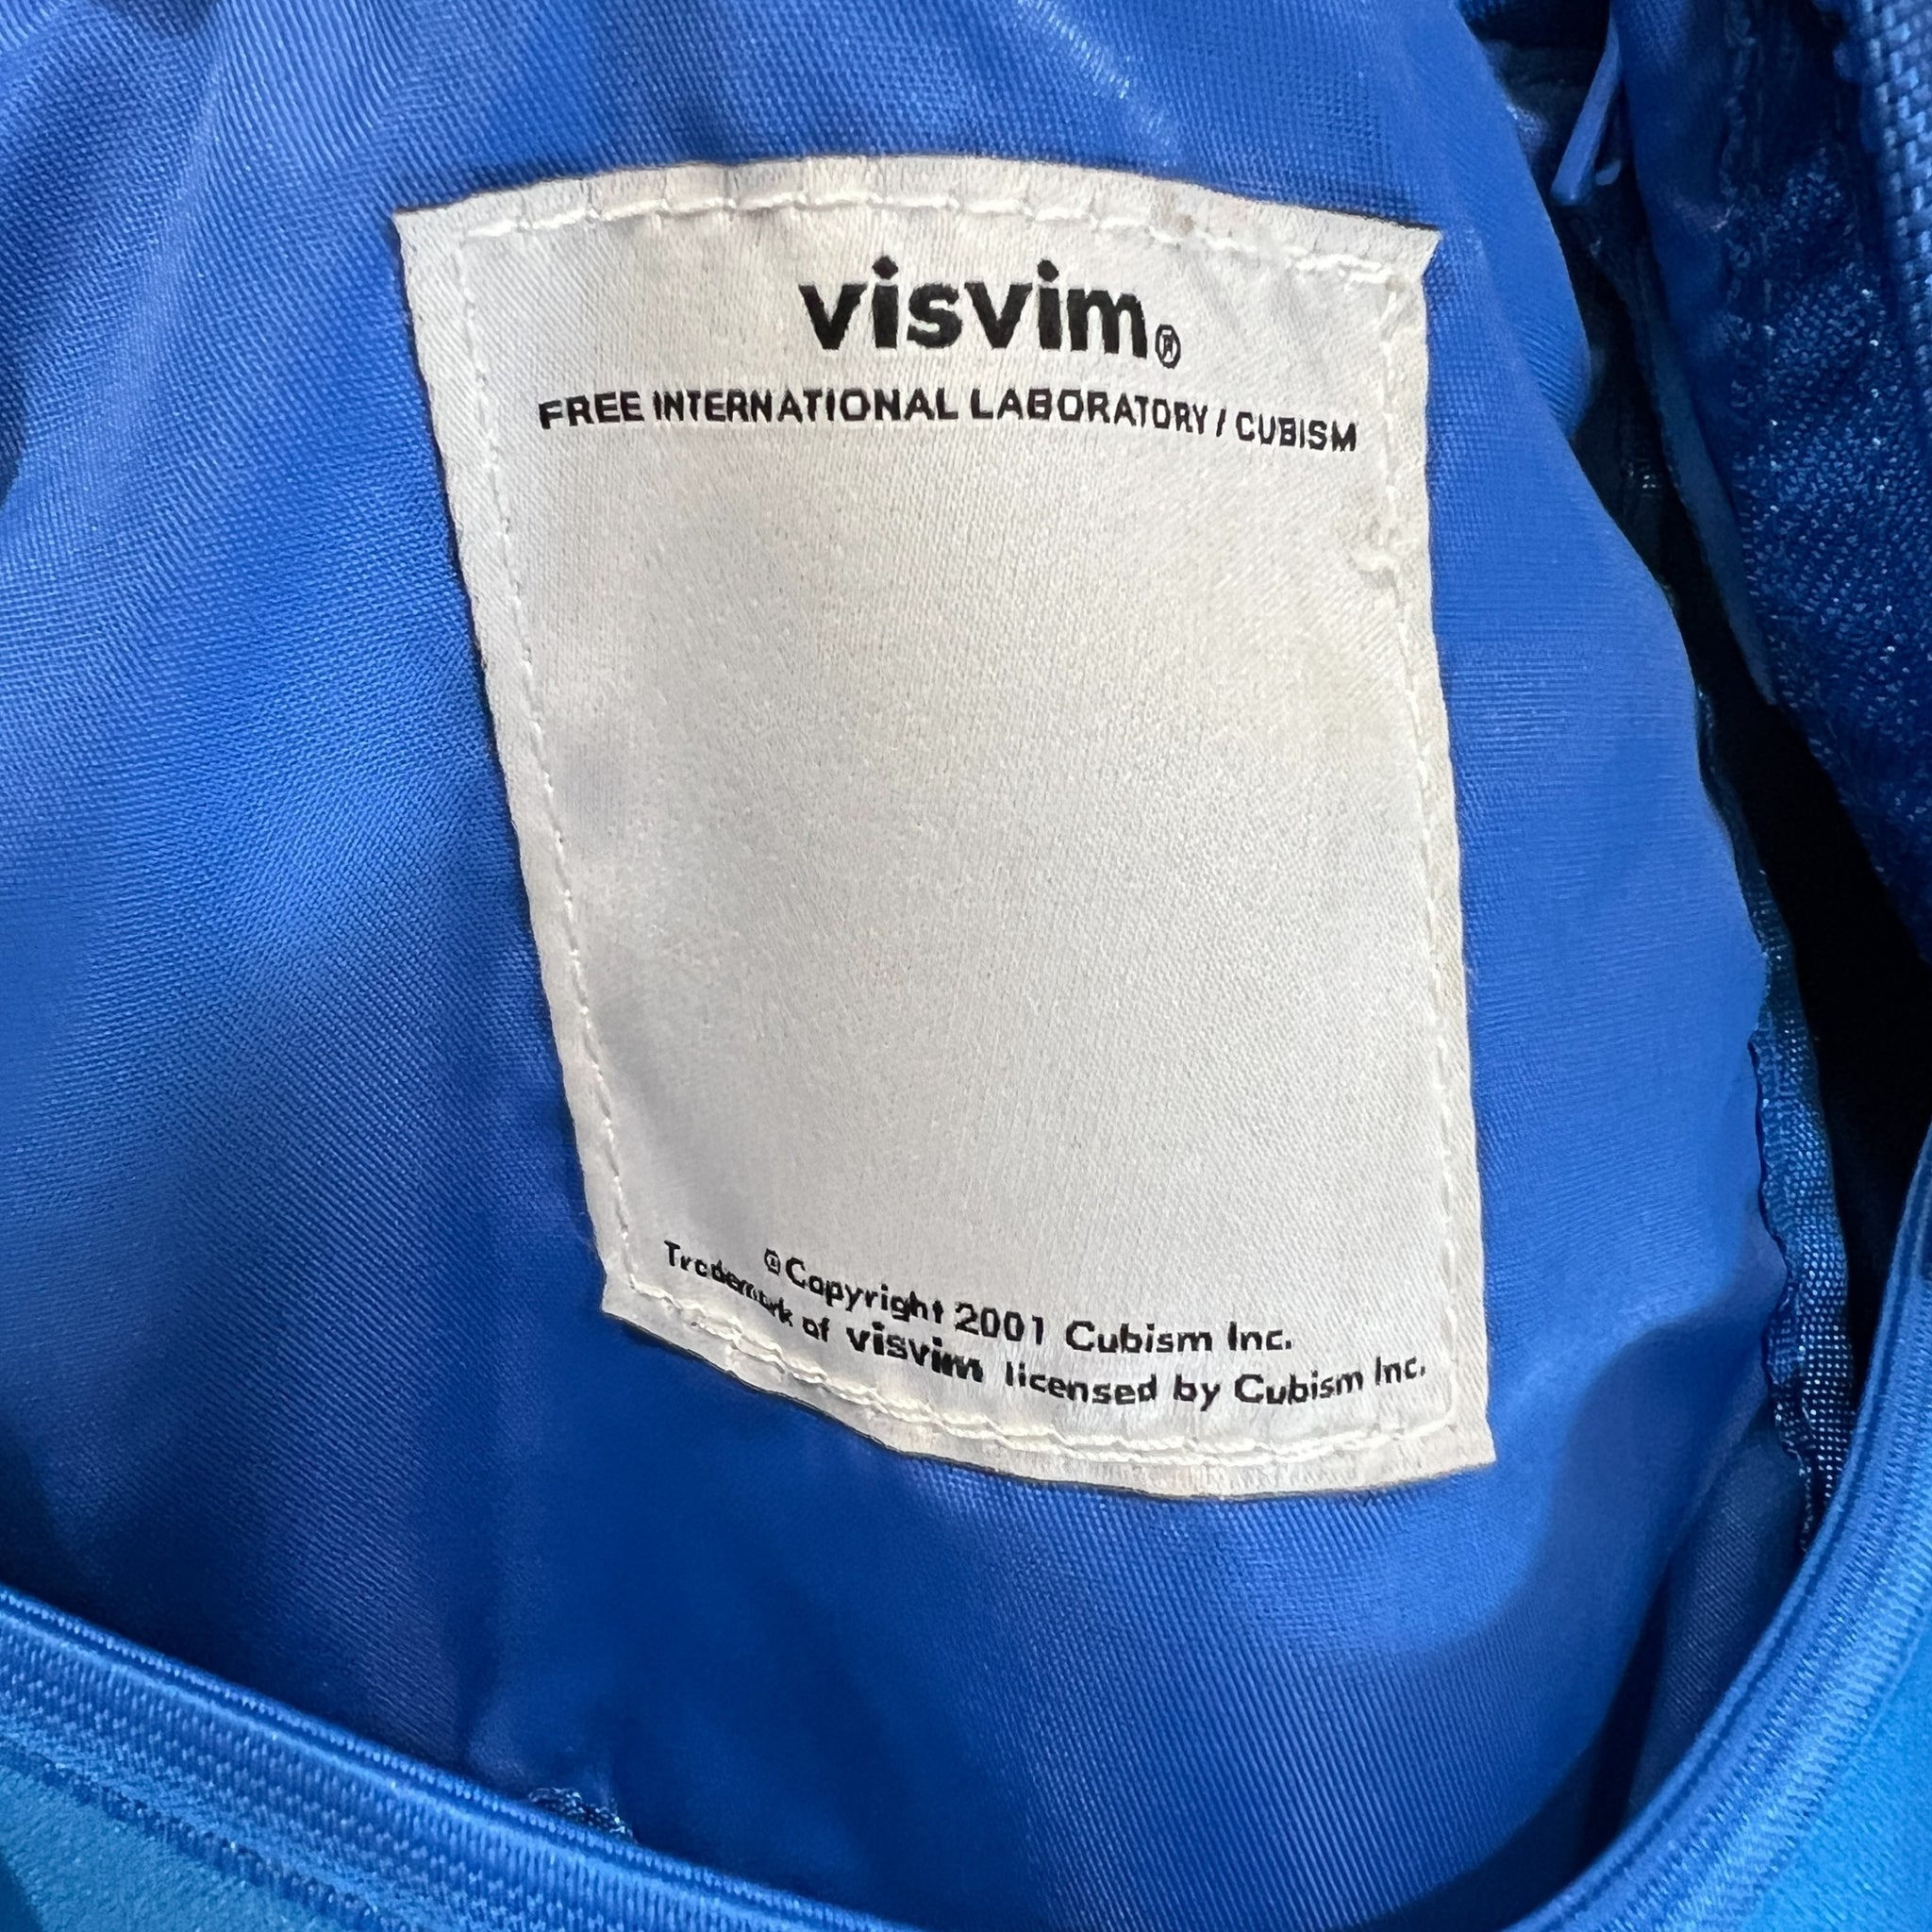 visvim®
FREE INTERNATIONAL LABORATORY / CUBISM
©Copyright 2001 Cubism Inc.
Trademark of visvim licensed by Cubism Inc.